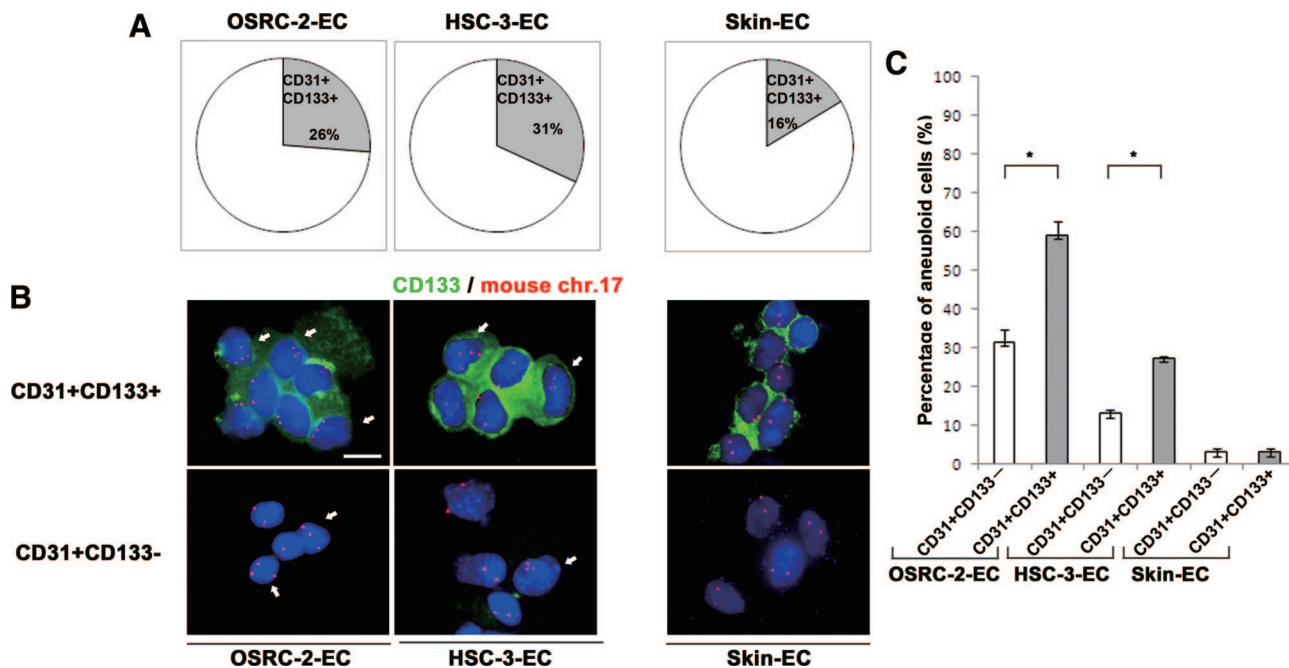 A
OSRC-2-EC
HSC-3-EC
Skin-EC
CD31+
CD133+
26%
CD31+
CD133+
31%
CD31+
CD133+
16%
B
CD133 / mouse chr.17
CD31+CD133+
CD31+CD133-
OSRC-2-EC
HSC-3-EC
Skin-EC
C
Percentage of aneuploid cells (%)
100
90
80
70
60
50
40
30
20
10
0
*
*
CD31+CD133−
CD31+CD133+
CD31+CD133−
CD31+CD133+
CD31+CD133−
CD31+CD133+
OSRC-2-EC
HSC-3-EC
Skin-EC